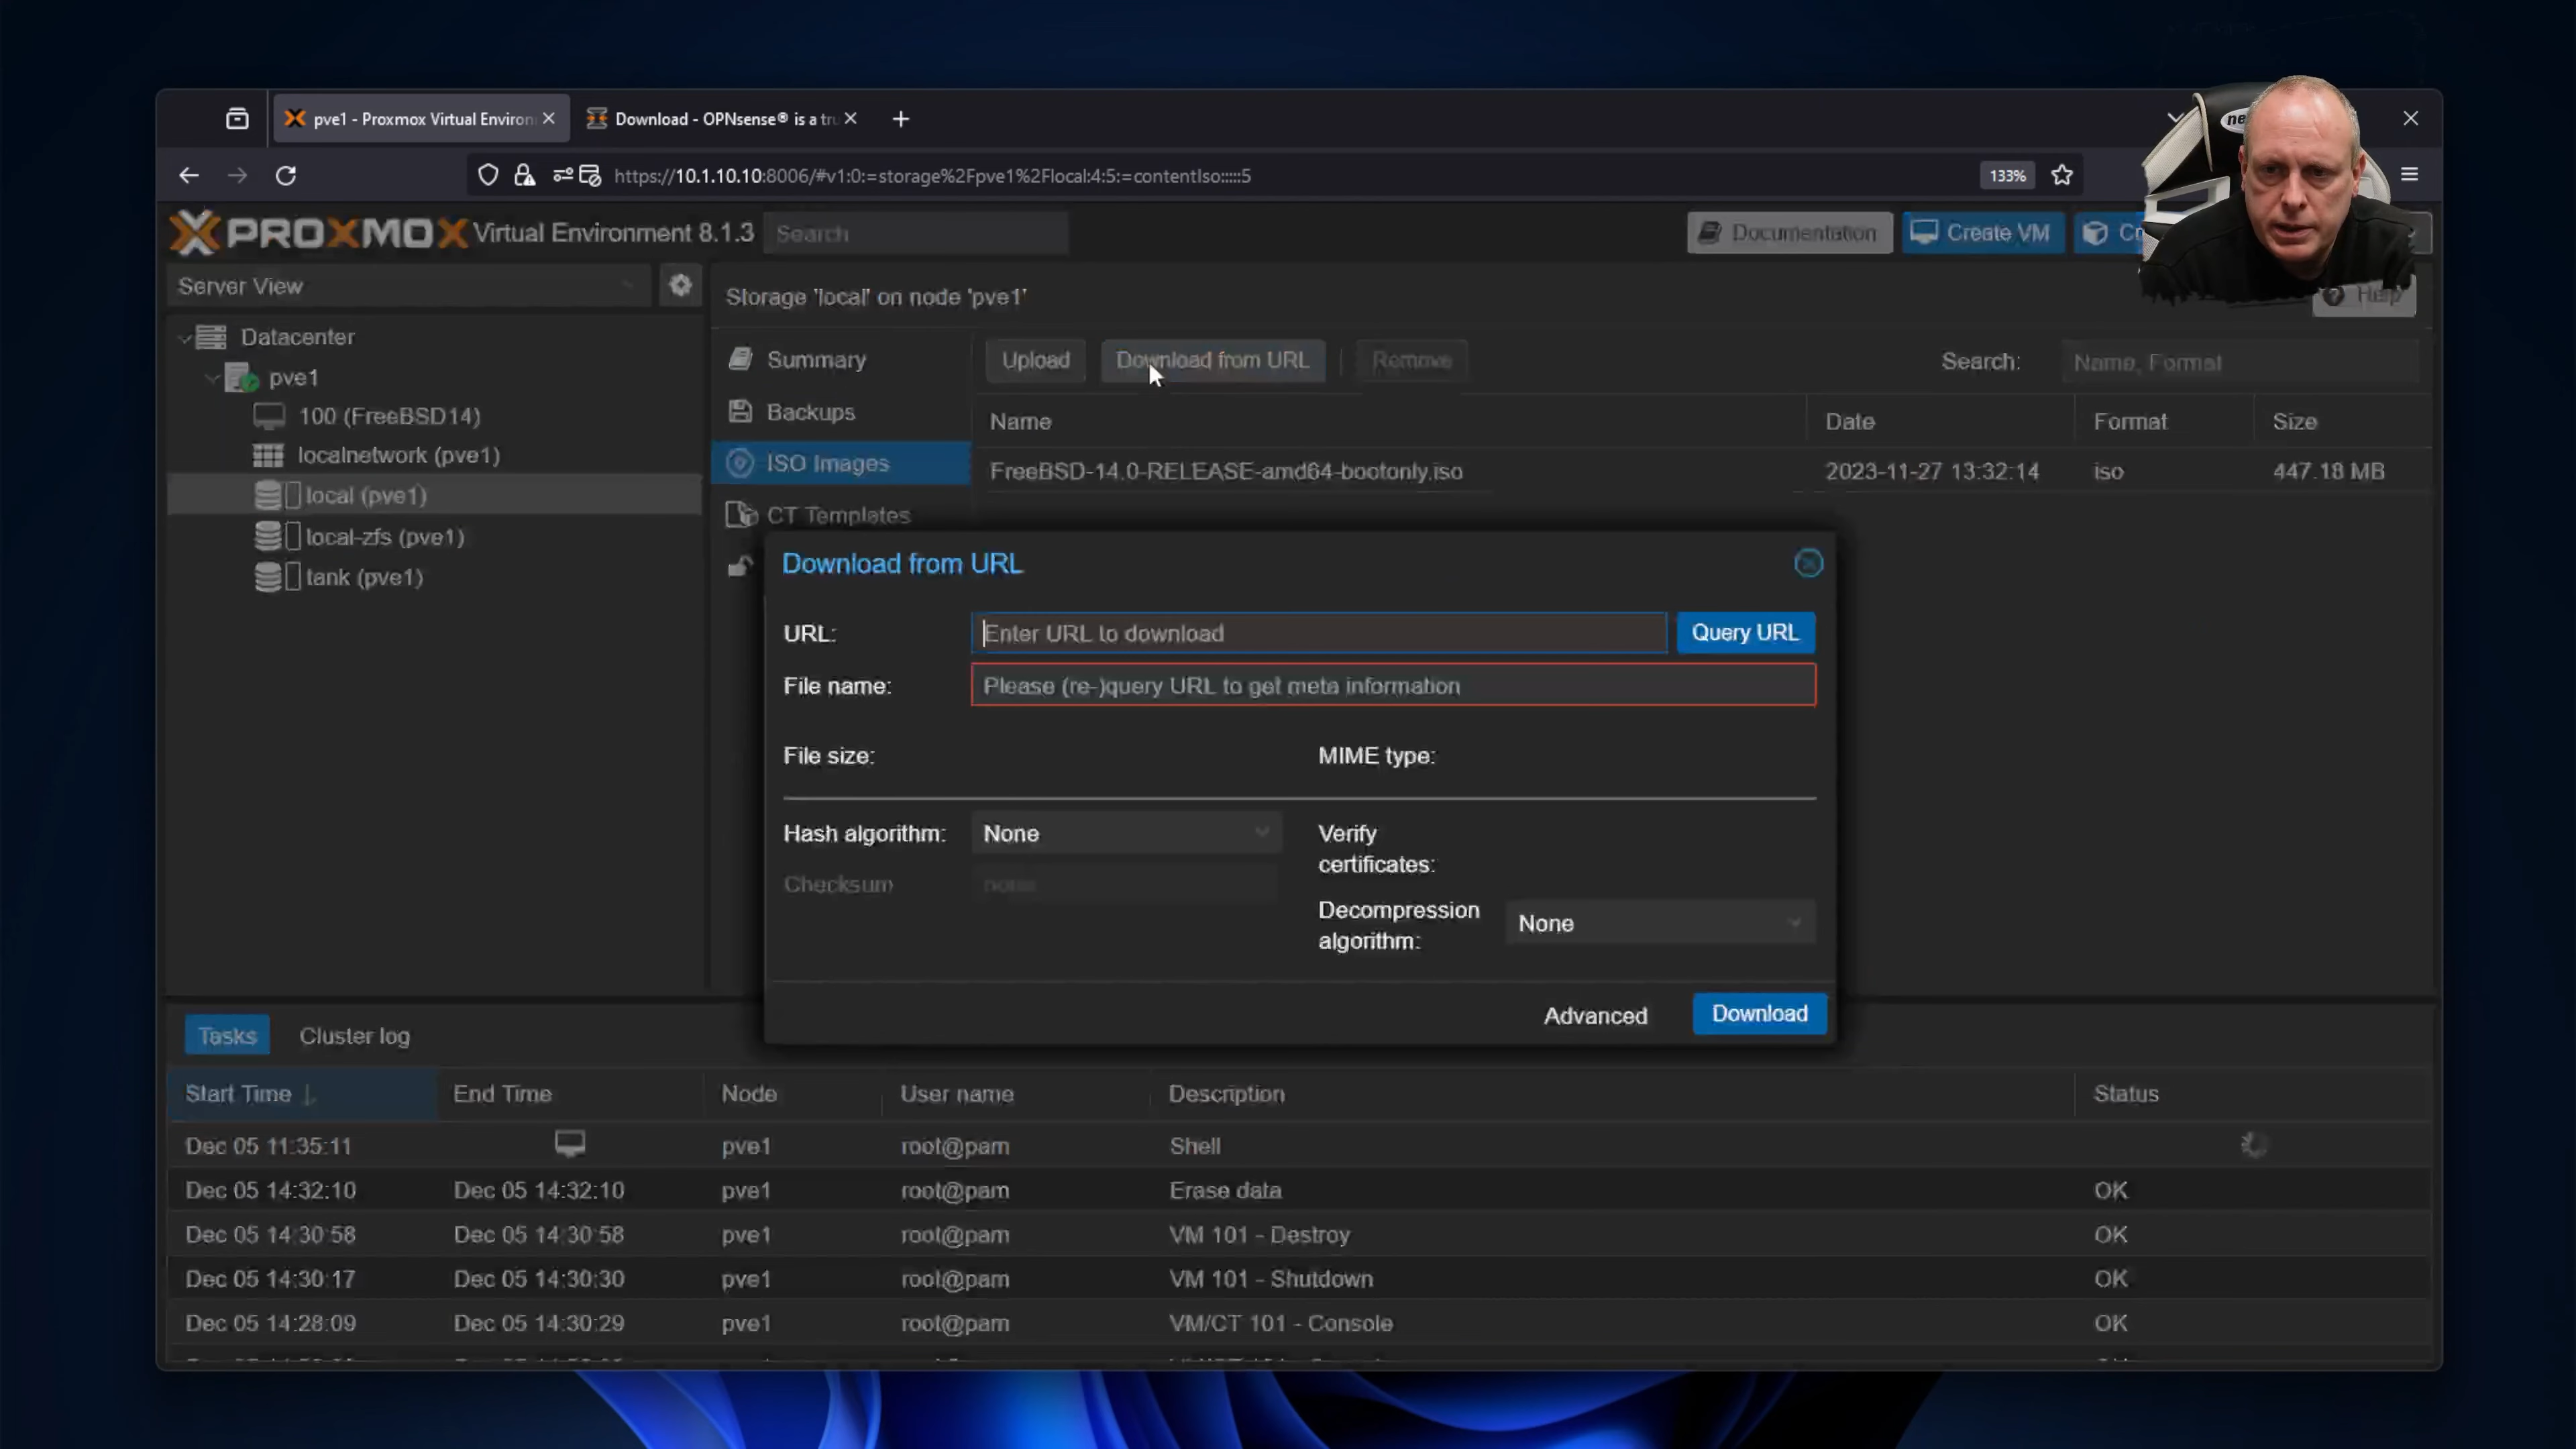 pve1 - Proxmox Virtual Environ
Download - OPNsense® is a tru
https://10.1.10.10:8006/#v1:0:=storage%2Fpve1%2Flocal:4:5:=contentIso:::::5
133%
PROXMOX Virtual Environment 8.1.3
Search
Documentation
Create VM
Server View
Storage 'local' on node 'pve1'
Help
Datacenter
pve1
100 (FreeBSD14)
localnetwork (pve1)
local (pve1)
local-zfs (pve1)
tank (pve1)
Summary
Backups
ISO Images
CT Templates
Upload
Download from URL
Remove
Search:
Name, Format
Name
Date
Format
Size
FreeBSD-14.0-RELEASE-amd64-bootonly.iso
2023-11-27 13:32:14
iso
447.18 MB
Download from URL
URL:
Enter URL to download
Query URL
File name:
Please (re-)query URL to get meta information
File size:
MIME type:
Hash algorithm:
None
Verify
certificates:
Checksum
none
Decompression
algorithm:
None
Advanced
Download
Tasks
Cluster log
Start Time
End Time
Node
User name
Description
Status
Dec 05 11:35:11
pve1
root@pam
Shell
Dec 05 14:32:10
Dec 05 14:32:10
pve1
root@pam
Erase data
OK
Dec 05 14:30:58
Dec 05 14:30:58
pve1
root@pam
VM 101 - Destroy
OK
Dec 05 14:30:17
Dec 05 14:30:30
pve1
root@pam
VM 101 - Shutdown
OK
Dec 05 14:28:09
Dec 05 14:30:29
pve1
root@pam
VM/CT 101 - Console
OK